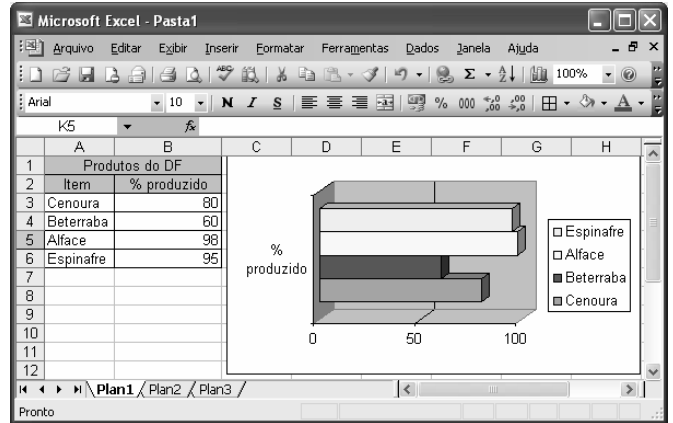 Microsoft Excel - Pasta1
Arquivo Editar Exibir Inserir Formatar Ferramentas Dados Janela Ajuda
100%
Arial 10 N I S % 000
K5 fx
A B C D E F G H
1 Produtos do DF
2 Item % produzido
3 Cenoura 80
4 Beterraba 60
5 Alface 98
6 Espinafre 95
7
8
9
10
11
12
% produzido
0 50 100
Espinafre
Alface
Beterraba
Cenoura
Plan1 Plan2 Plan3
Pronto